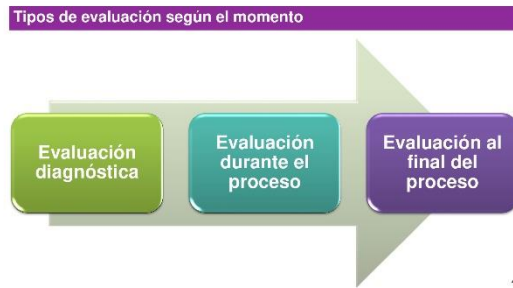 Tipos de evaluación según el momento
Evaluación
diagnóstica
Evaluación
durante el
proceso
Evaluación al
final del
proceso